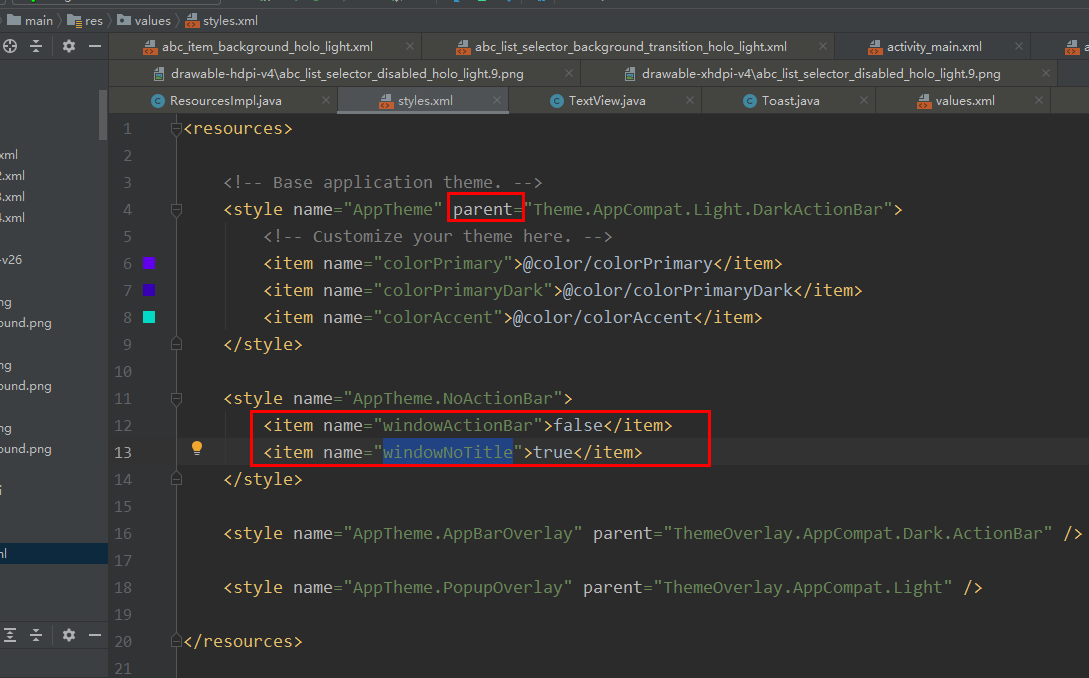 main res values styles.xml
abc_item_background_holo_light.xml abc_list_selector_background_transition_holo_light.xml activity_main.xml
drawable-hdpi-v4\abc_list_selector_disabled_holo_light.9.png drawable-xhdpi-v4\abc_list_selector_disabled_holo_light.9.png
ResourcesImpl.java styles.xml TextView.java Toast.java values.xml
xml
.xml
.xml
.xml
-v26
ng
ound.png
ng
ound.png
ng
ound.png
1 <resources>
2
3 <!-- Base application theme. -->
4 <style name="AppTheme" parent="Theme.AppCompat.Light.DarkActionBar">
5 <!-- Customize your theme here. -->
6 <item name="colorPrimary">@color/colorPrimary</item>
7 <item name="colorPrimaryDark">@color/colorPrimaryDark</item>
8 <item name="colorAccent">@color/colorAccent</item>
9 </style>
10
11 <style name="AppTheme.NoActionBar">
12 <item name="windowActionBar">false</item>
13 <item name="windowNoTitle">true</item>
14 </style>
15
16 <style name="AppTheme.AppBarOverlay" parent="ThemeOverlay.AppCompat.Dark.ActionBar" />
17
18 <style name="AppTheme.PopupOverlay" parent="ThemeOverlay.AppCompat.Light" />
19
20 </resources>
21